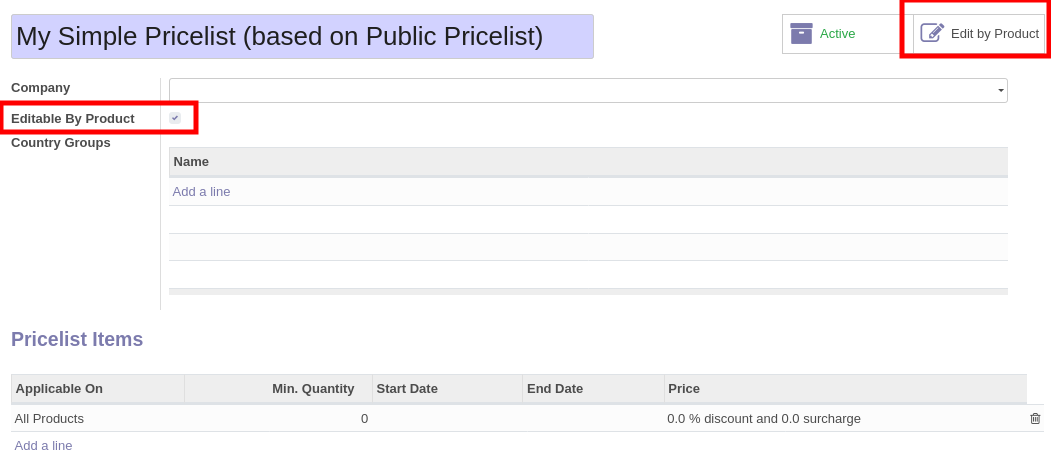 My Simple Pricelist (based on Public Pricelist)
Active
Edit by Product
Company
Editable By Product
Country Groups
Name
Add a line
Pricelist Items
Applicable On Min. Quantity Start Date End Date Price
All Products 0 0.0 % discount and 0.0 surcharge
Add a line